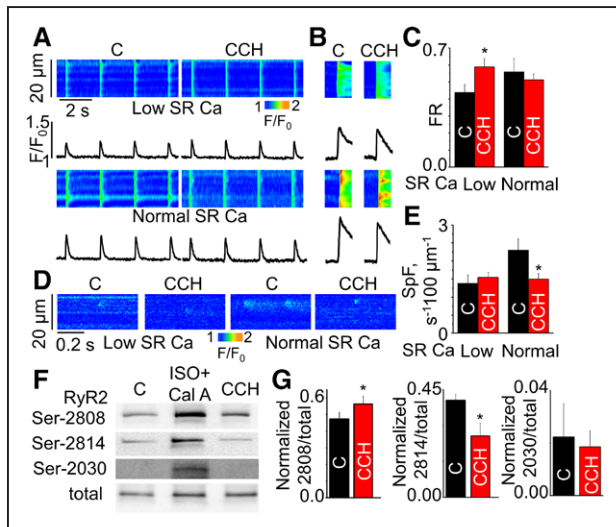 A
C
CCH
B
C
CCH
C
20 µm
2 s
Low SR Ca
1 2
F/F0
F/F0
1.5
1
Normal SR Ca
FR
0.7
0.0
*
C
CCH
C
CCH
SR Ca Low Normal
D
C
CCH
C
CCH
20 µm
0.2 s
Low SR Ca
1 2
F/F0
Normal SR Ca
E
SpF,
s-1100 µm-1
3
0
*
C
CCH
C
CCH
SR Ca Low Normal
F
RyR2
C
ISO+
Cal A
CCH
Ser-2808
Ser-2814
Ser-2030
total
G
Normalized
2808/total
0.6
0.0
*
C
CCH
Normalized
2814/total
0.45
0.00
*
C
CCH
Normalized
2030/total
0.04
0.00
C
CCH